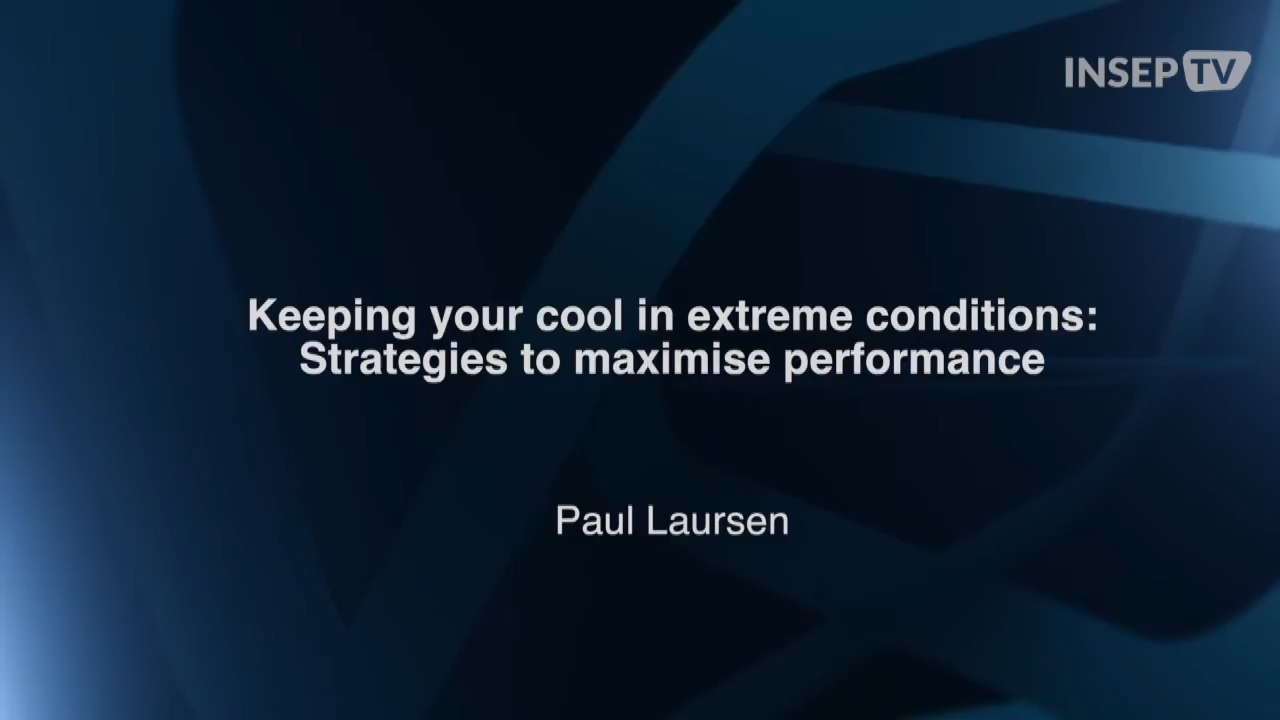 INSEP TV
Keeping your cool in extreme conditions:
Strategies to maximise performance
Paul Laursen